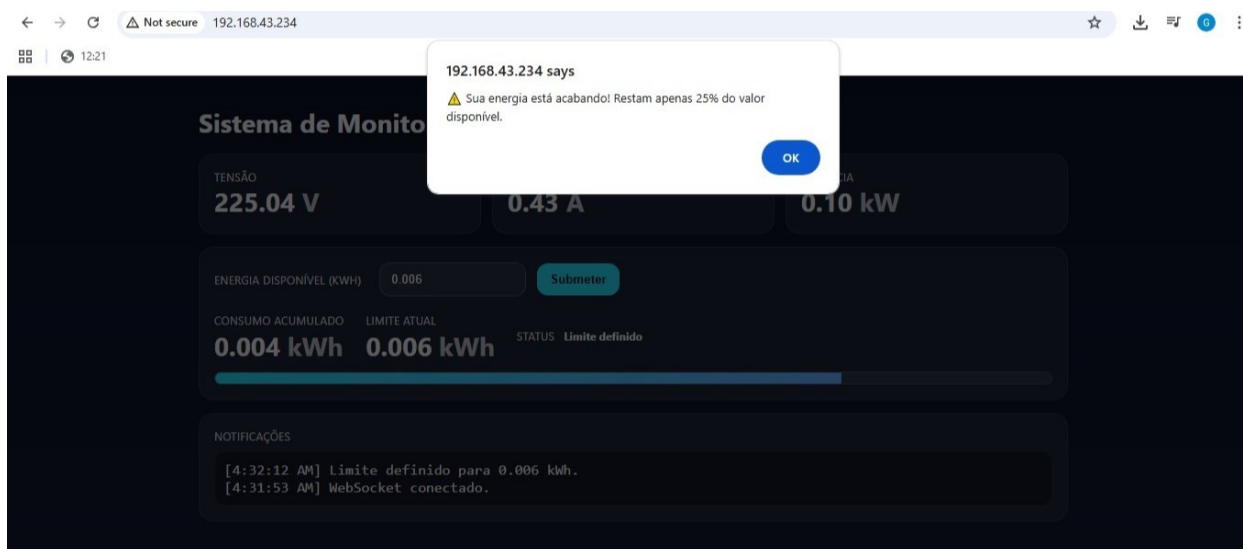 Not secure 192.168.43.234
G
12:21
192.168.43.234 says
⚠ Sua energia está acabando! Restam apenas 25% do valor
disponível.
OK
Sistema de Monito
TENSÃO
CIA
225.04 V
0.43 A
0.10 kW
ENERGIA DISPONÍVEL (KWH)
0.006
Submeter
CONSUMO ACUMULADO
LIMITE ATUAL
0.004 kWh
0.006 kWh
STATUS Limite definido
NOTIFICAÇÕES
[4:32:12 AM] Limite definido para 0.006 kWh.
[4:31:53 AM] WebSocket conectado.